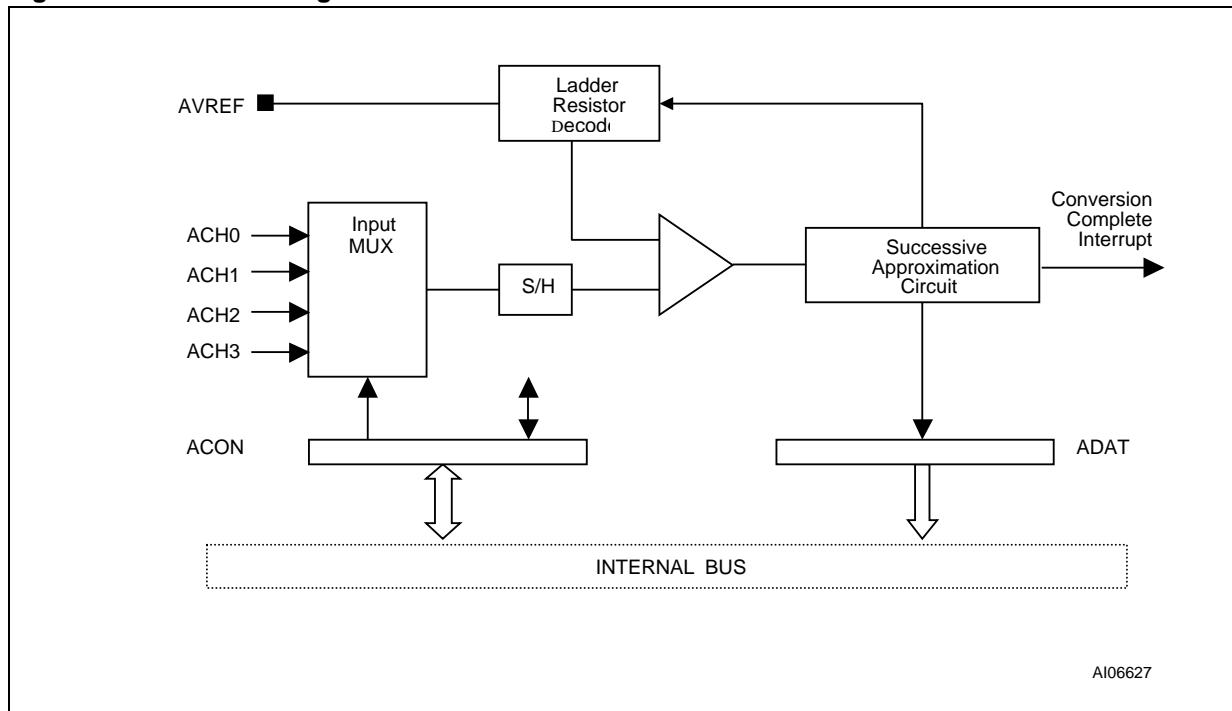 AVREF
Ladder
Resistor
Decode
ACH0
ACH1
ACH2
ACH3
Input
MUX
S/H
Successive
Approximation
Circuit
Conversion
Complete
Interrupt
ACON
ADAT
INTERNAL BUS
AI06627